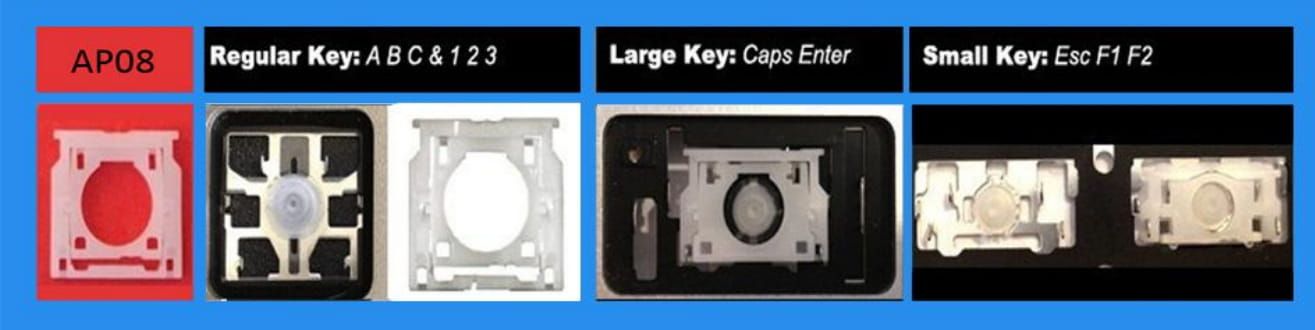 AP08
Regular Key: A B C & 1 2 3
Large Key: Caps Enter
Small Key: Esc F1 F2